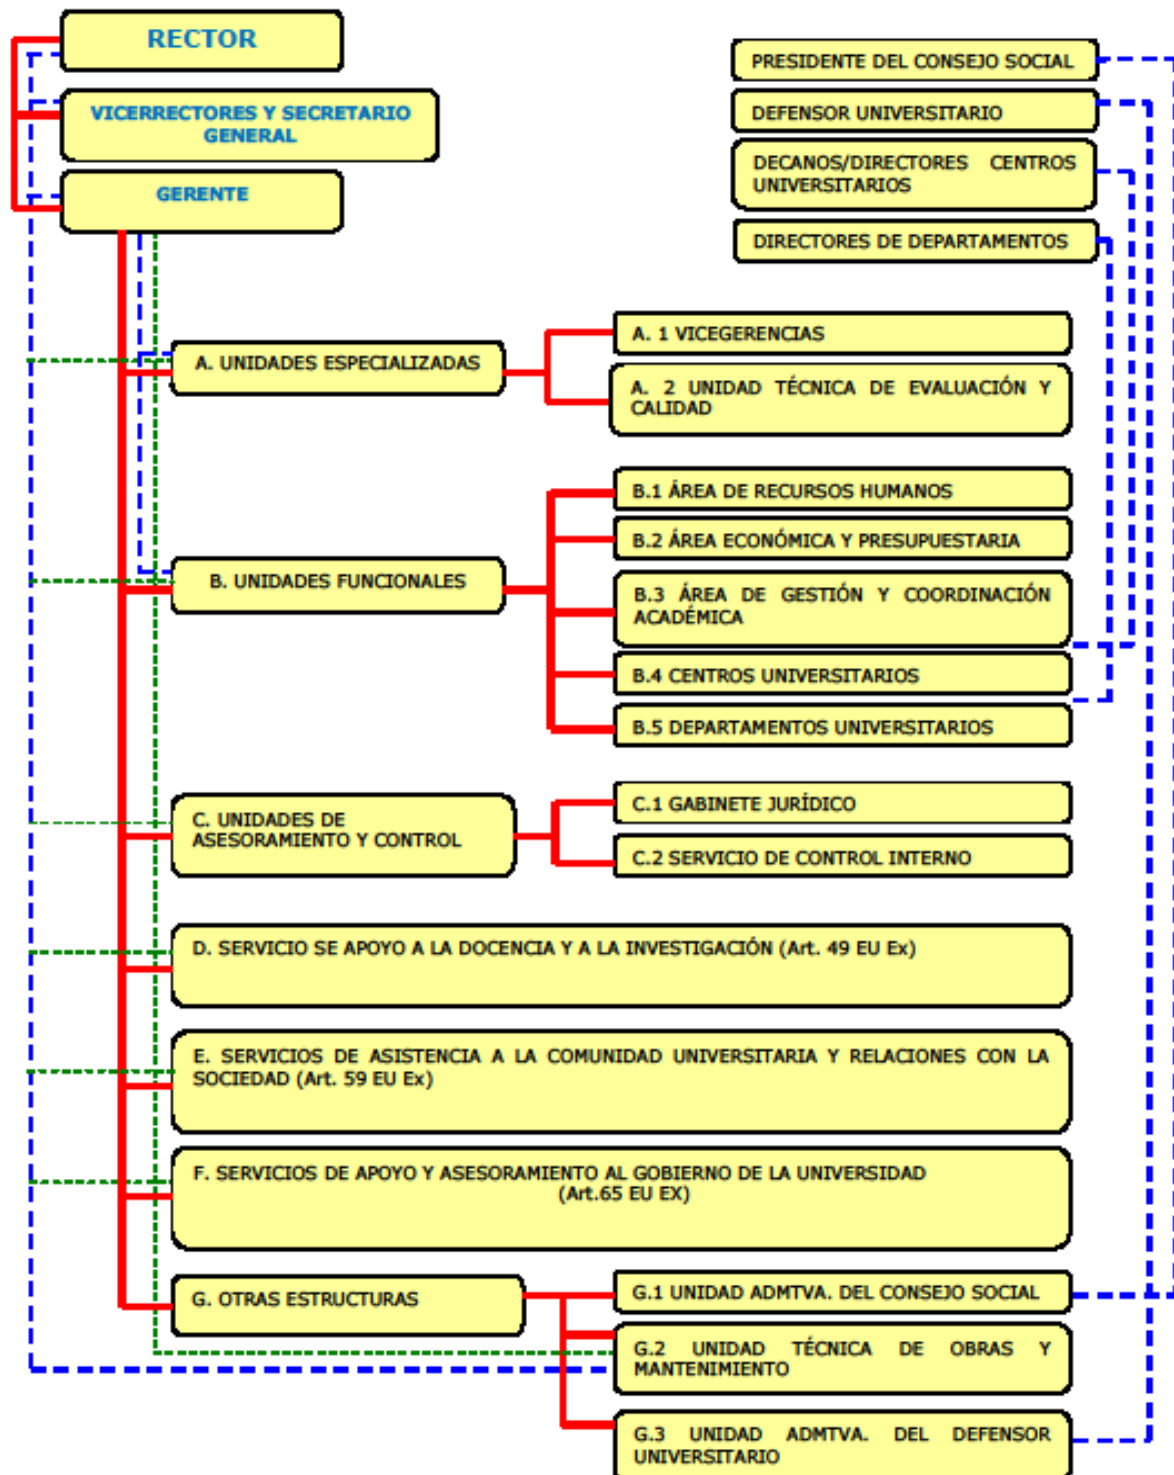 RECTOR
VICERRECTORES Y SECRETARIO
GENERAL
GERENTE
PRESIDENTE DEL CONSEJO SOCIAL
DEFENSOR UNIVERSITARIO
DECANOS/DIRECTORES CENTROS
UNIVERSITARIOS
DIRECTORES DE DEPARTAMENTOS
A. UNIDADES ESPECIALIZADAS
A. 1 VICEGERENCIAS
A. 2 UNIDAD TÉCNICA DE EVALUACIÓN Y
CALIDAD
B. UNIDADES FUNCIONALES
B.1 ÁREA DE RECURSOS HUMANOS
B.2 ÁREA ECONÓMICA Y PRESUPUESTARIA
B.3 ÁREA DE GESTIÓN Y COORDINACIÓN
ACADÉMICA
B.4 CENTROS UNIVERSITARIOS
B.5 DEPARTAMENTOS UNIVERSITARIOS
C. UNIDADES DE
ASESORAMIENTO Y CONTROL
C.1 GABINETE JURÍDICO
C.2 SERVICIO DE CONTROL INTERNO
D. SERVICIO SE APOYO A LA DOCENCIA Y A LA INVESTIGACIÓN (Art. 49 EU Ex)
E. SERVICIOS DE ASISTENCIA A LA COMUNIDAD UNIVERSITARIA Y RELACIONES CON LA
SOCIEDAD (Art. 59 EU Ex)
F. SERVICIOS DE APOYO Y ASESORAMIENTO AL GOBIERNO DE LA UNIVERSIDAD
(Art.65 EU EX)
G. OTRAS ESTRUCTURAS
G.1 UNIDAD ADMTVA. DEL CONSEJO SOCIAL
G.2 UNIDAD TÉCNICA DE OBRAS Y
MANTENIMIENTO
G.3 UNIDAD ADMTVA. DEL DEFENSOR
UNIVERSITARIO